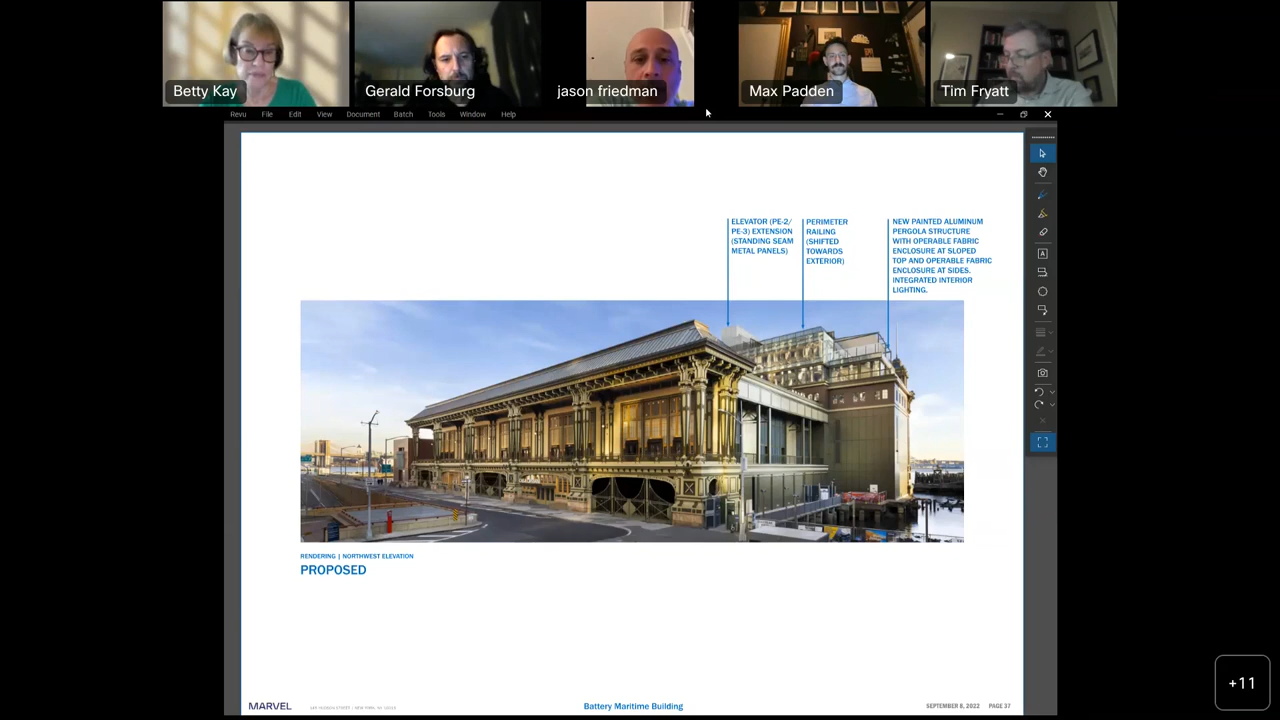 Betty Kay
Gerald Forsburg
jason friedman
Max Padden
Tim Fryatt
Revu File Edit View Document Batch Tools Window Help
ELEVATOR (PE-2/
PE-3) EXTENSION
(STANDING SEAM
METAL PANELS)
PERIMETER
RAILING
(SHIFTED
TOWARDS
EXTERIOR)
NEW PAINTED ALUMINUM
PERGOLA STRUCTURE
WITH OPERABLE FABRIC
ENCLOSURE AT SLOPED
TOP AND OPERABLE FABRIC
ENCLOSURE AT SIDES.
INTEGRATED INTERIOR
LIGHTING.
RENDERING | NORTHWEST ELEVATION
PROPOSED
MARVEL
Battery Maritime Building
SEPTEMBER 8, 2022 PAGE 37
+11